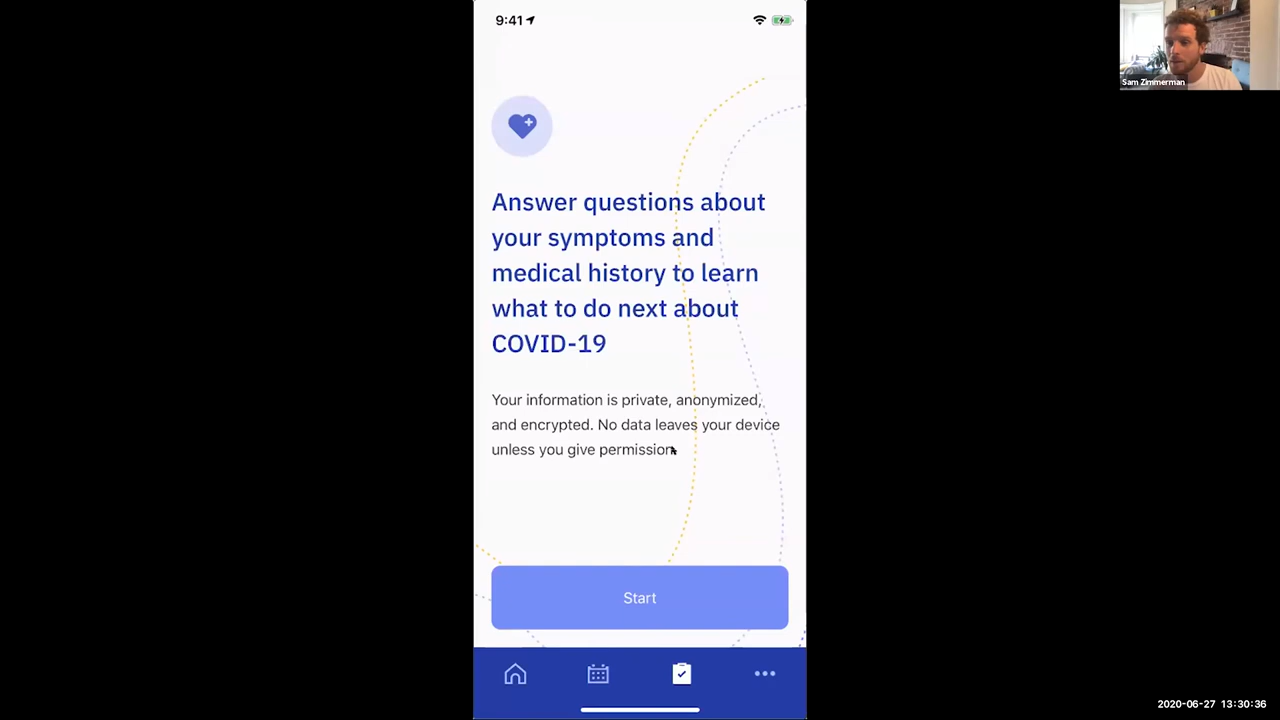 9:41
Sam Zimmerman
Answer questions about
your symptoms and
medical history to learn
what to do next about
COVID-19
Your information is private, anonymized,
and encrypted. No data leaves your device
unless you give permission.
Start
2020-06-27 13:30:36